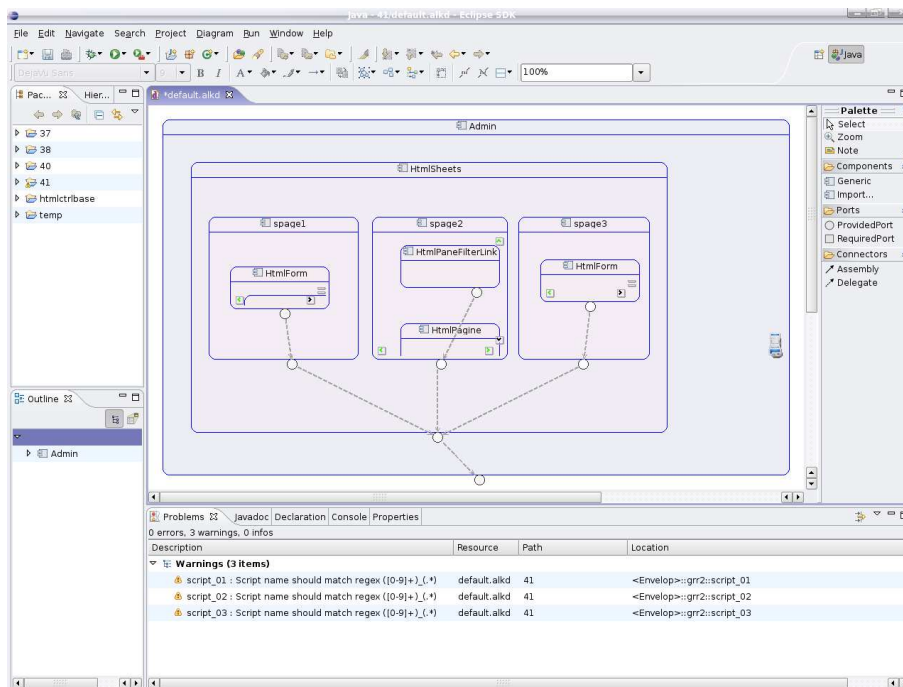 Java - 41/default.alkd - Eclipse SDK
File Edit Navigate Search Project Diagram Run Window Help
Java
DejaVu Sans 9 B I A 100%
Pac... Hier...
*default.alkd
37
38
40
41
htmlctrlbase
temp
Admin
HtmlSheets
spage1
spage2
spage3
HtmlForm
HtmlPaneFilterLink
HtmlForm
HtmlPagine
Palette
Select
Zoom
Note
Components
Generic
Import...
Ports
ProvidedPort
RequiredPort
Connectors
Assembly
Delegate
Outline
Admin
Problems Javadoc Declaration Console Properties
0 errors, 3 warnings, 0 infos
Description Resource Path Location
Warnings (3 items)
script_01 : Script name should match regex ([0-9]+)_(.*) default.alkd 41 <Envelop>::grr2::script_01
script_02 : Script name should match regex ([0-9]+)_(.*) default.alkd 41 <Envelop>::grr2::script_02
script_03 : Script name should match regex ([0-9]+)_(.*) default.alkd 41 <Envelop>::grr2::script_03